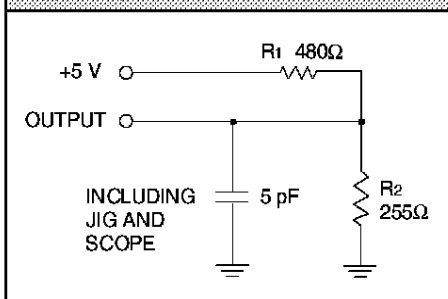 R1 480Ω
+5 V
OUTPUT
INCLUDING
JIG AND
SCOPE
5 pF
R2
255Ω